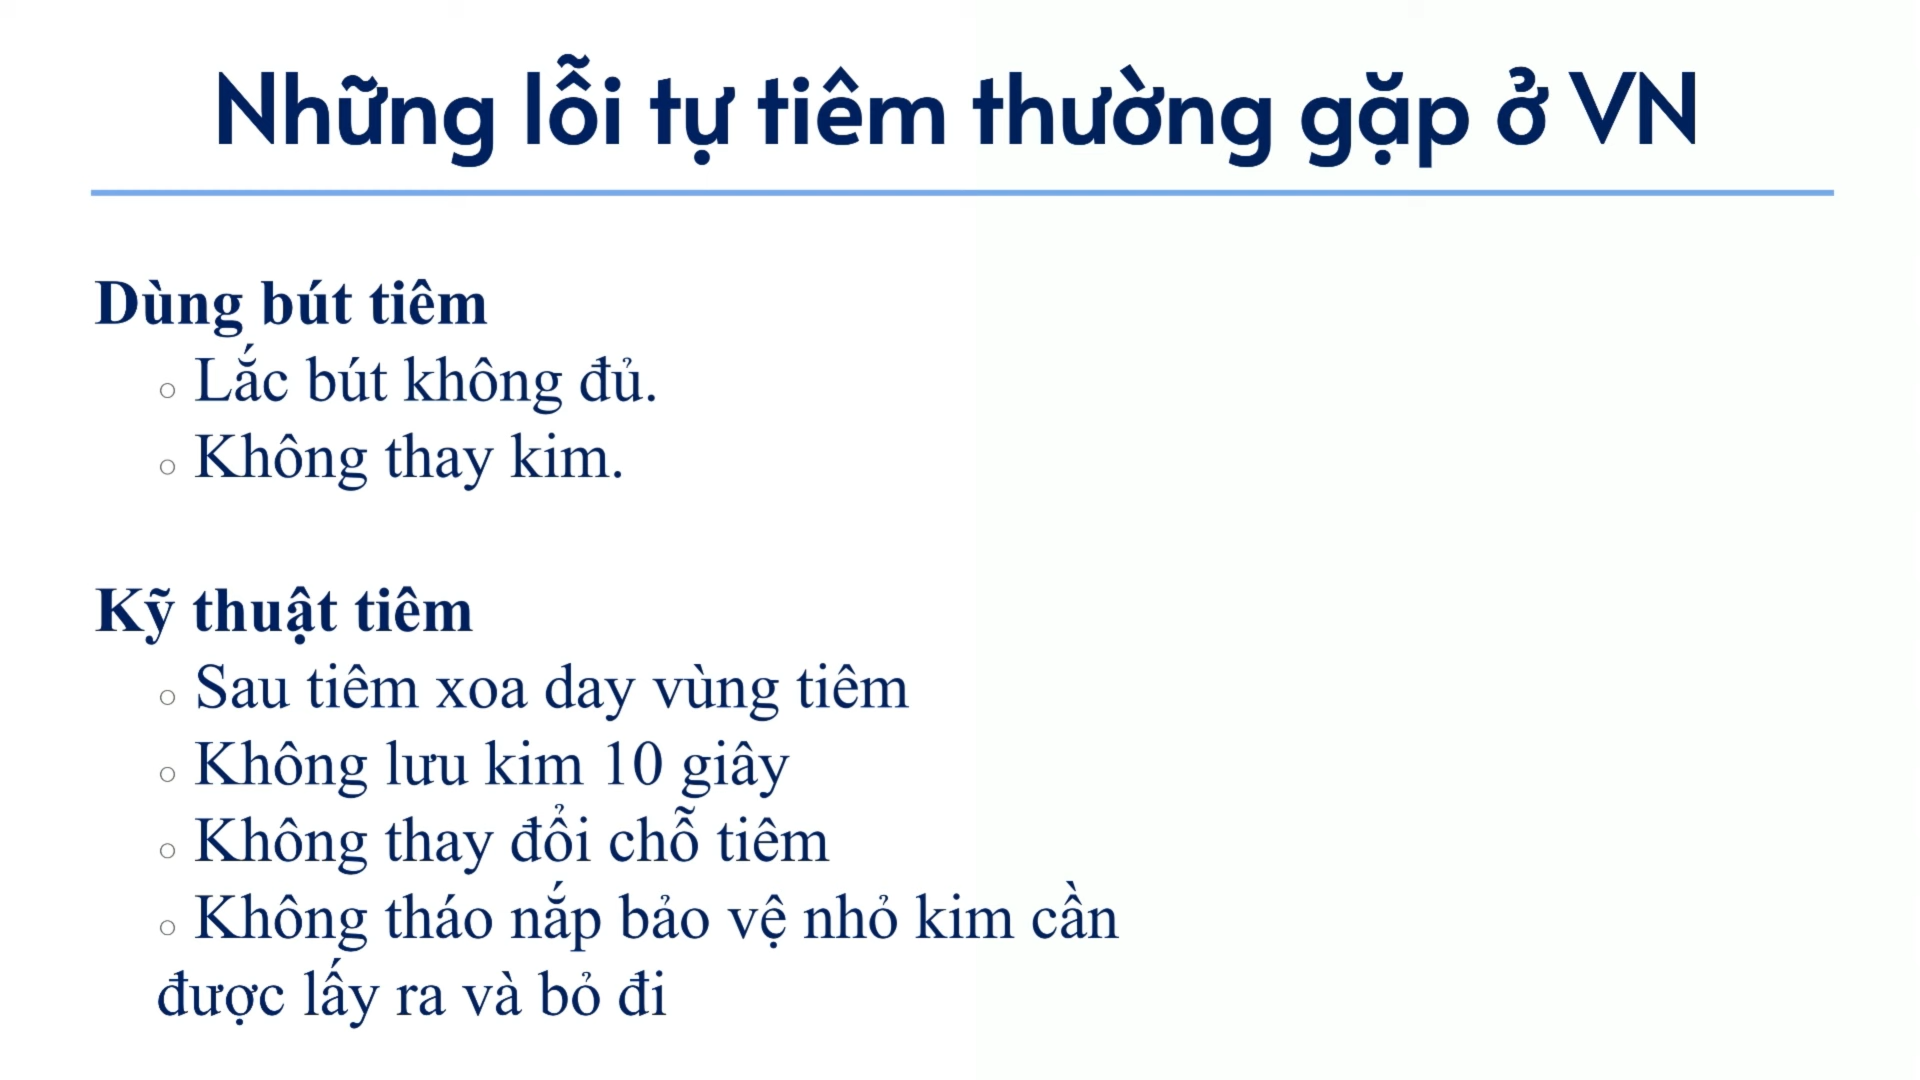 Những lỗi tự tiêm thường gặp ở VN
Dùng bút tiêm
○ Lắc bút không đủ.
○ Không thay kim.
Kỹ thuật tiêm
○ Sau tiêm xoa day vùng tiêm
○ Không lưu kim 10 giây
○ Không thay đổi chỗ tiêm
○ Không tháo nắp bảo vệ nhỏ kim cần
được lấy ra và bỏ đi